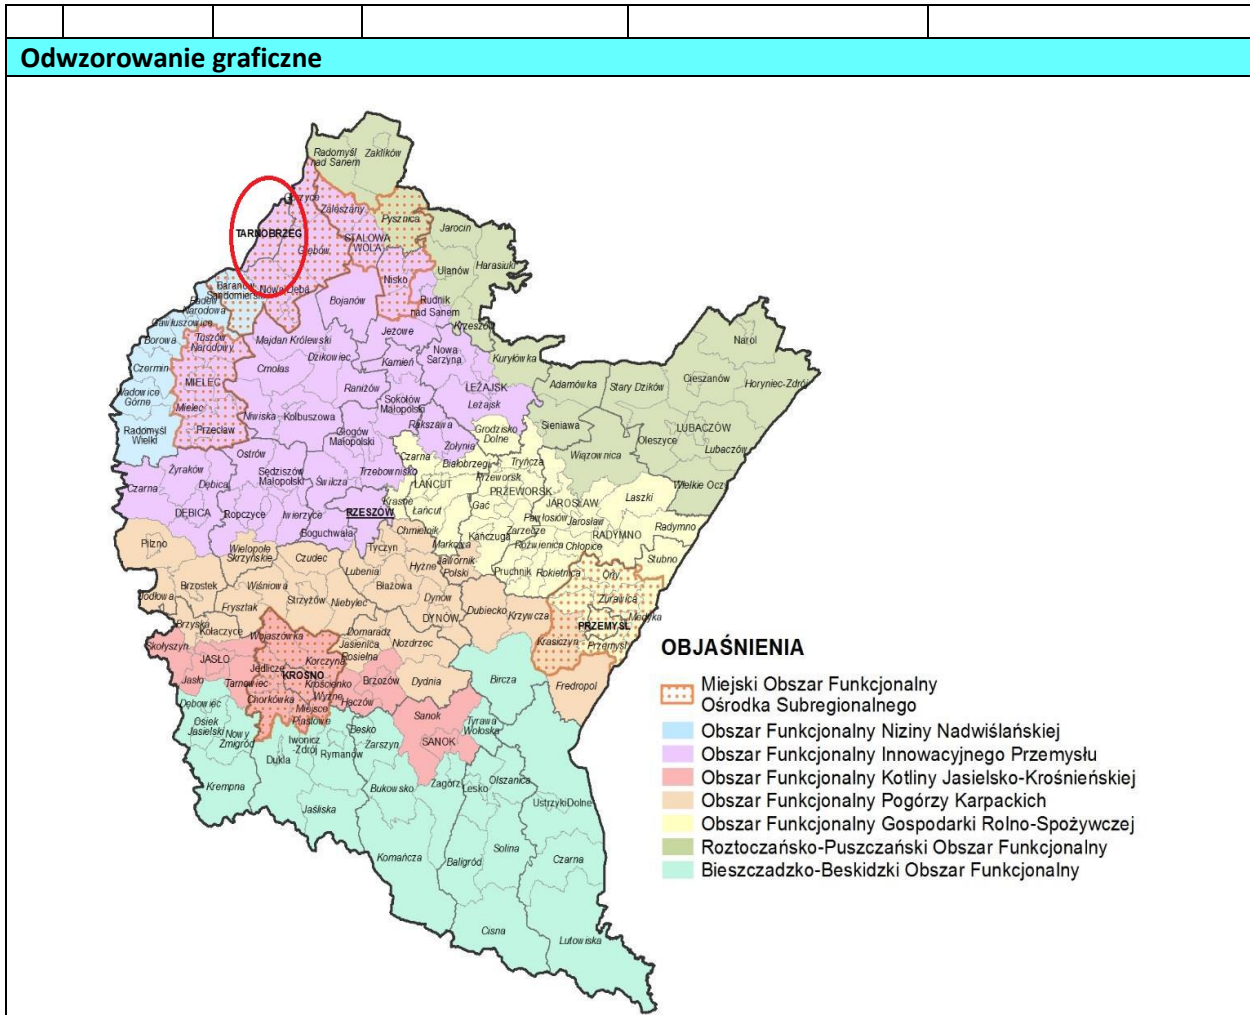 Odwzorowanie graficzne
Radomyśl
nad Sanem
Zaklików
Zaleszany
Pysznica
TARNOBRZEG
STALOWA
WOLA
Jarocin
Grębów
Ulanów
Harasiuki
Nisko
Baranów
Sandomierski
Nowa Dęba
Bojanów
Rudnik
nad Sanem
Padew
Narodowa
Gawłuszowice
Krzeszów
Borowa
Tuszów
Narodowy
Majdan Królewski
Jeżowe
Narol
Dzikowiec
Nowa
Sarzyna
Kuryłówka
Czermin
Cmolas
Kamień
Cieszanów
MIELEC
Raniżów
LEŻAJSK
Adamówka
Stary Dzików
Horyniec-Zdrój
Wadowice
Górne
Sokołów
Małopolski
Leżajsk
Mielec
Niwiska
Kolbuszowa
Rakszawa
Grodzisko
Dolne
Sieniawa
LUBACZÓW
Radomyśl
Wielki
Przecław
Głogów
Małopolski
Oleszyce
Lubaczów
Żołynia
Wiązownica
Ostrów
Czarna
Białobrzegi
Tryńcza
Żyraków
Sędziszów
Małopolski
Trzebownisko
Przeworsk
Wielkie Oczy
Czarna
Dębica
Świlcza
ŁAŃCUT
PRZEWORSK
Laszki
Krasne
Gać
JAROSŁAW
DĘBICA
Ropczyce
Iwierzyce
RZESZÓW
Łańcut
Pawłosiów
Jarosław
Radymno
Boguchwała
Chmielnik
Kańczuga
Zarzecze
RADYMNO
Pilzno
Wielopole
Skrzyńskie
Czudec
Tyczyn
Markowa
Roźwienica
Chłopice
Stubno
Lubenia
Hyżne
Jawornik
Polski
Pruchnik
Rokietnica
Orły
Brzostek
Wiśniowa
Błażowa
Jodłowa
Strzyżów
Niebylec
Dynów
Żurawica
Frysztak
DYNÓW
Dubiecko
Krzywcza
Medyka
Brzyska
Kołaczyce
PRZEMYŚL
Wojaszówka
Domaradz
Krasiczyn
Przemyśl
Skołyszyn
JASŁO
Jasienica
Rosielna
Nozdrzec
OBJAŚNIENIA
Jedlicze
Korczyna
KROSNO
Jasło
Tarnowiec
Krościenko
Wyżne
Brzozów
Dydnia
Bircza
Fredropol
Miejski Obszar Funkcjonalny
Ośrodka Subregionalnego
Dębowiec
Chorkówka
Miejsce
Piastowe
Haczów
Osiek
Jasielski
Nowy
Żmigród
Sanok
Tyrawa
Wołoska
Obszar Funkcjonalny Niziny Nadwiślańskiej
Iwonicz
-Zdrój
Besko
SANOK
Dukla
Rymanów
Zarszyn
Obszar Funkcjonalny Innowacyjnego Przemysłu
Krempna
Bukowsko
Zagórz
Lesko
Olszanica
Obszar Funkcjonalny Kotliny Jasielsko-Krośnieńskiej
Jaśliska
Ustrzyki Dolne
Obszar Funkcjonalny Pogórzy Karpackich
Obszar Funkcjonalny Gospodarki Rolno-Spożywczej
Solina
Roztoczańsko-Puszczański Obszar Funkcjonalny
Komańcza
Baligród
Czarna
Bieszczadzko-Beskidzki Obszar Funkcjonalny
Cisna
Lutowiska